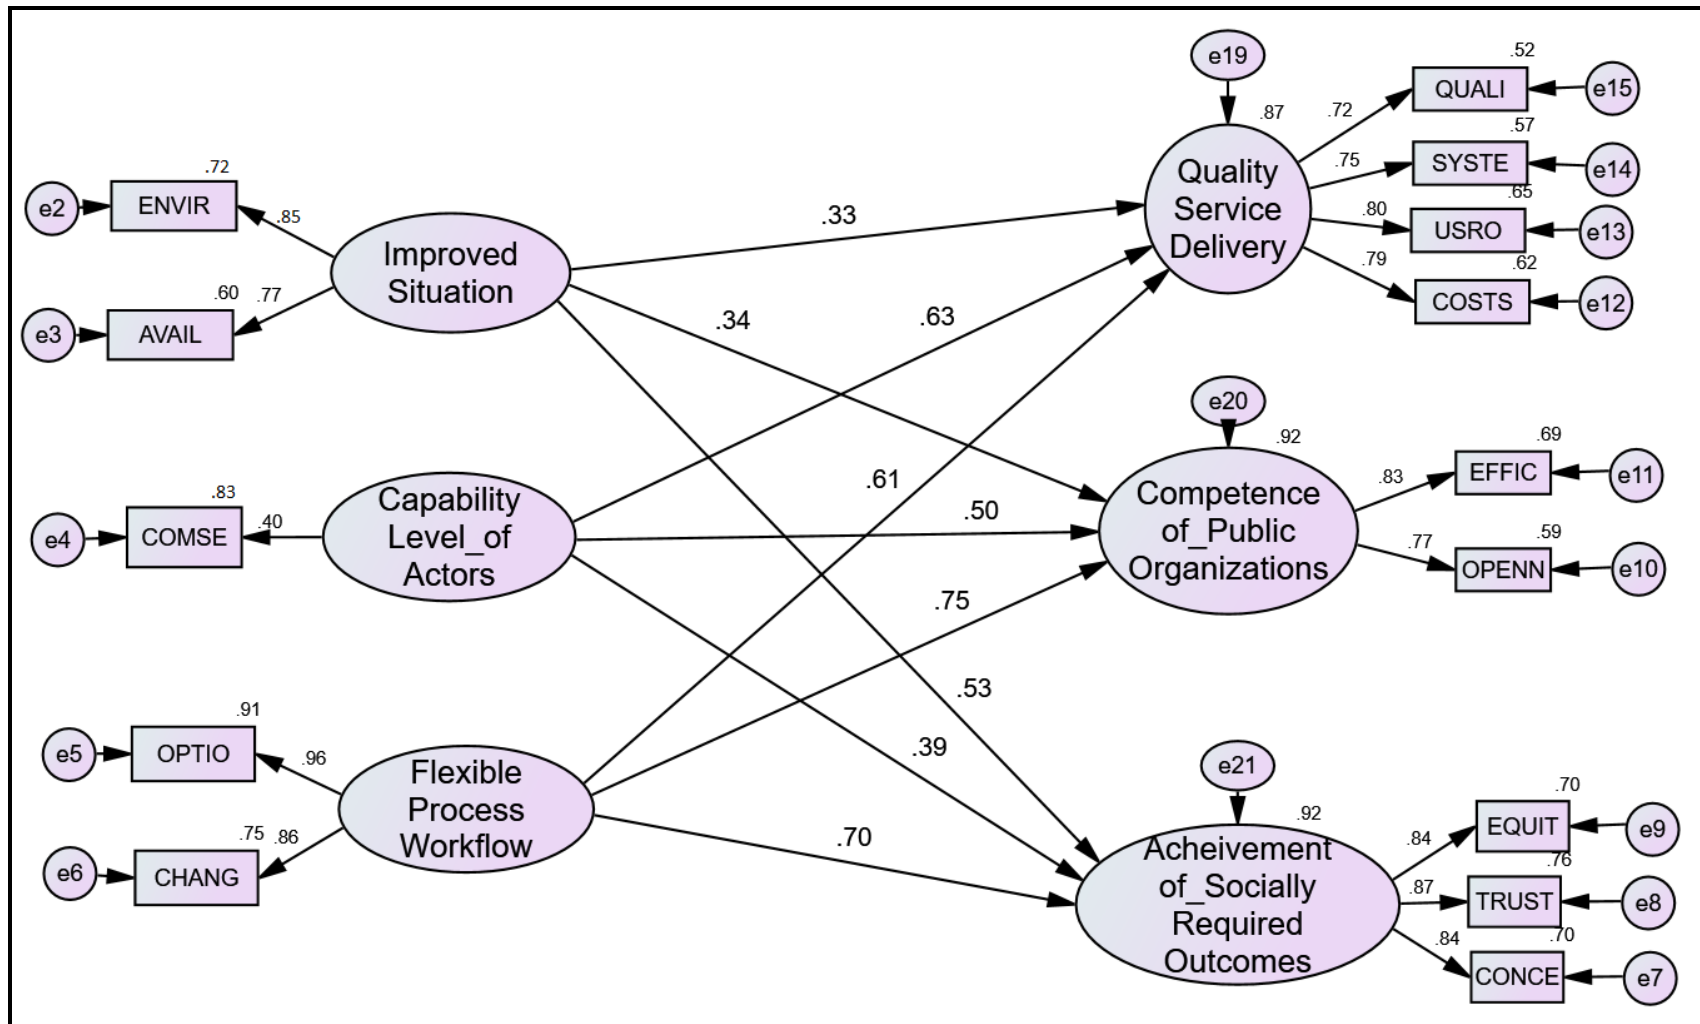 e19
.87
.52
.72
QUALI
e15
.57
.75
SYSTE
e14
.65
.80
USRO
e13
.79
.62
COSTS
e12
Quality
Service
Delivery
.72
e2
ENVIR
.85
.60
.77
e3
AVAIL
Improved
Situation
.33
.34
.63
e20
.92
.69
.83
EFFIC
e11
.59
.77
OPENN
e10
Competence
of_Public
Organizations
.83
e4
COMSE
.40
Capability
Level_of
Actors
.61
.50
.75
.53
.39
.70
.91
e5
OPTIO
.96
.75
.86
e6
CHANG
Flexible
Process
Workflow
e21
.92
Acheivement
of_Socially
Required
Outcomes
.70
.84
EQUIT
e9
.76
.87
TRUST
e8
.70
.84
CONCE
e7